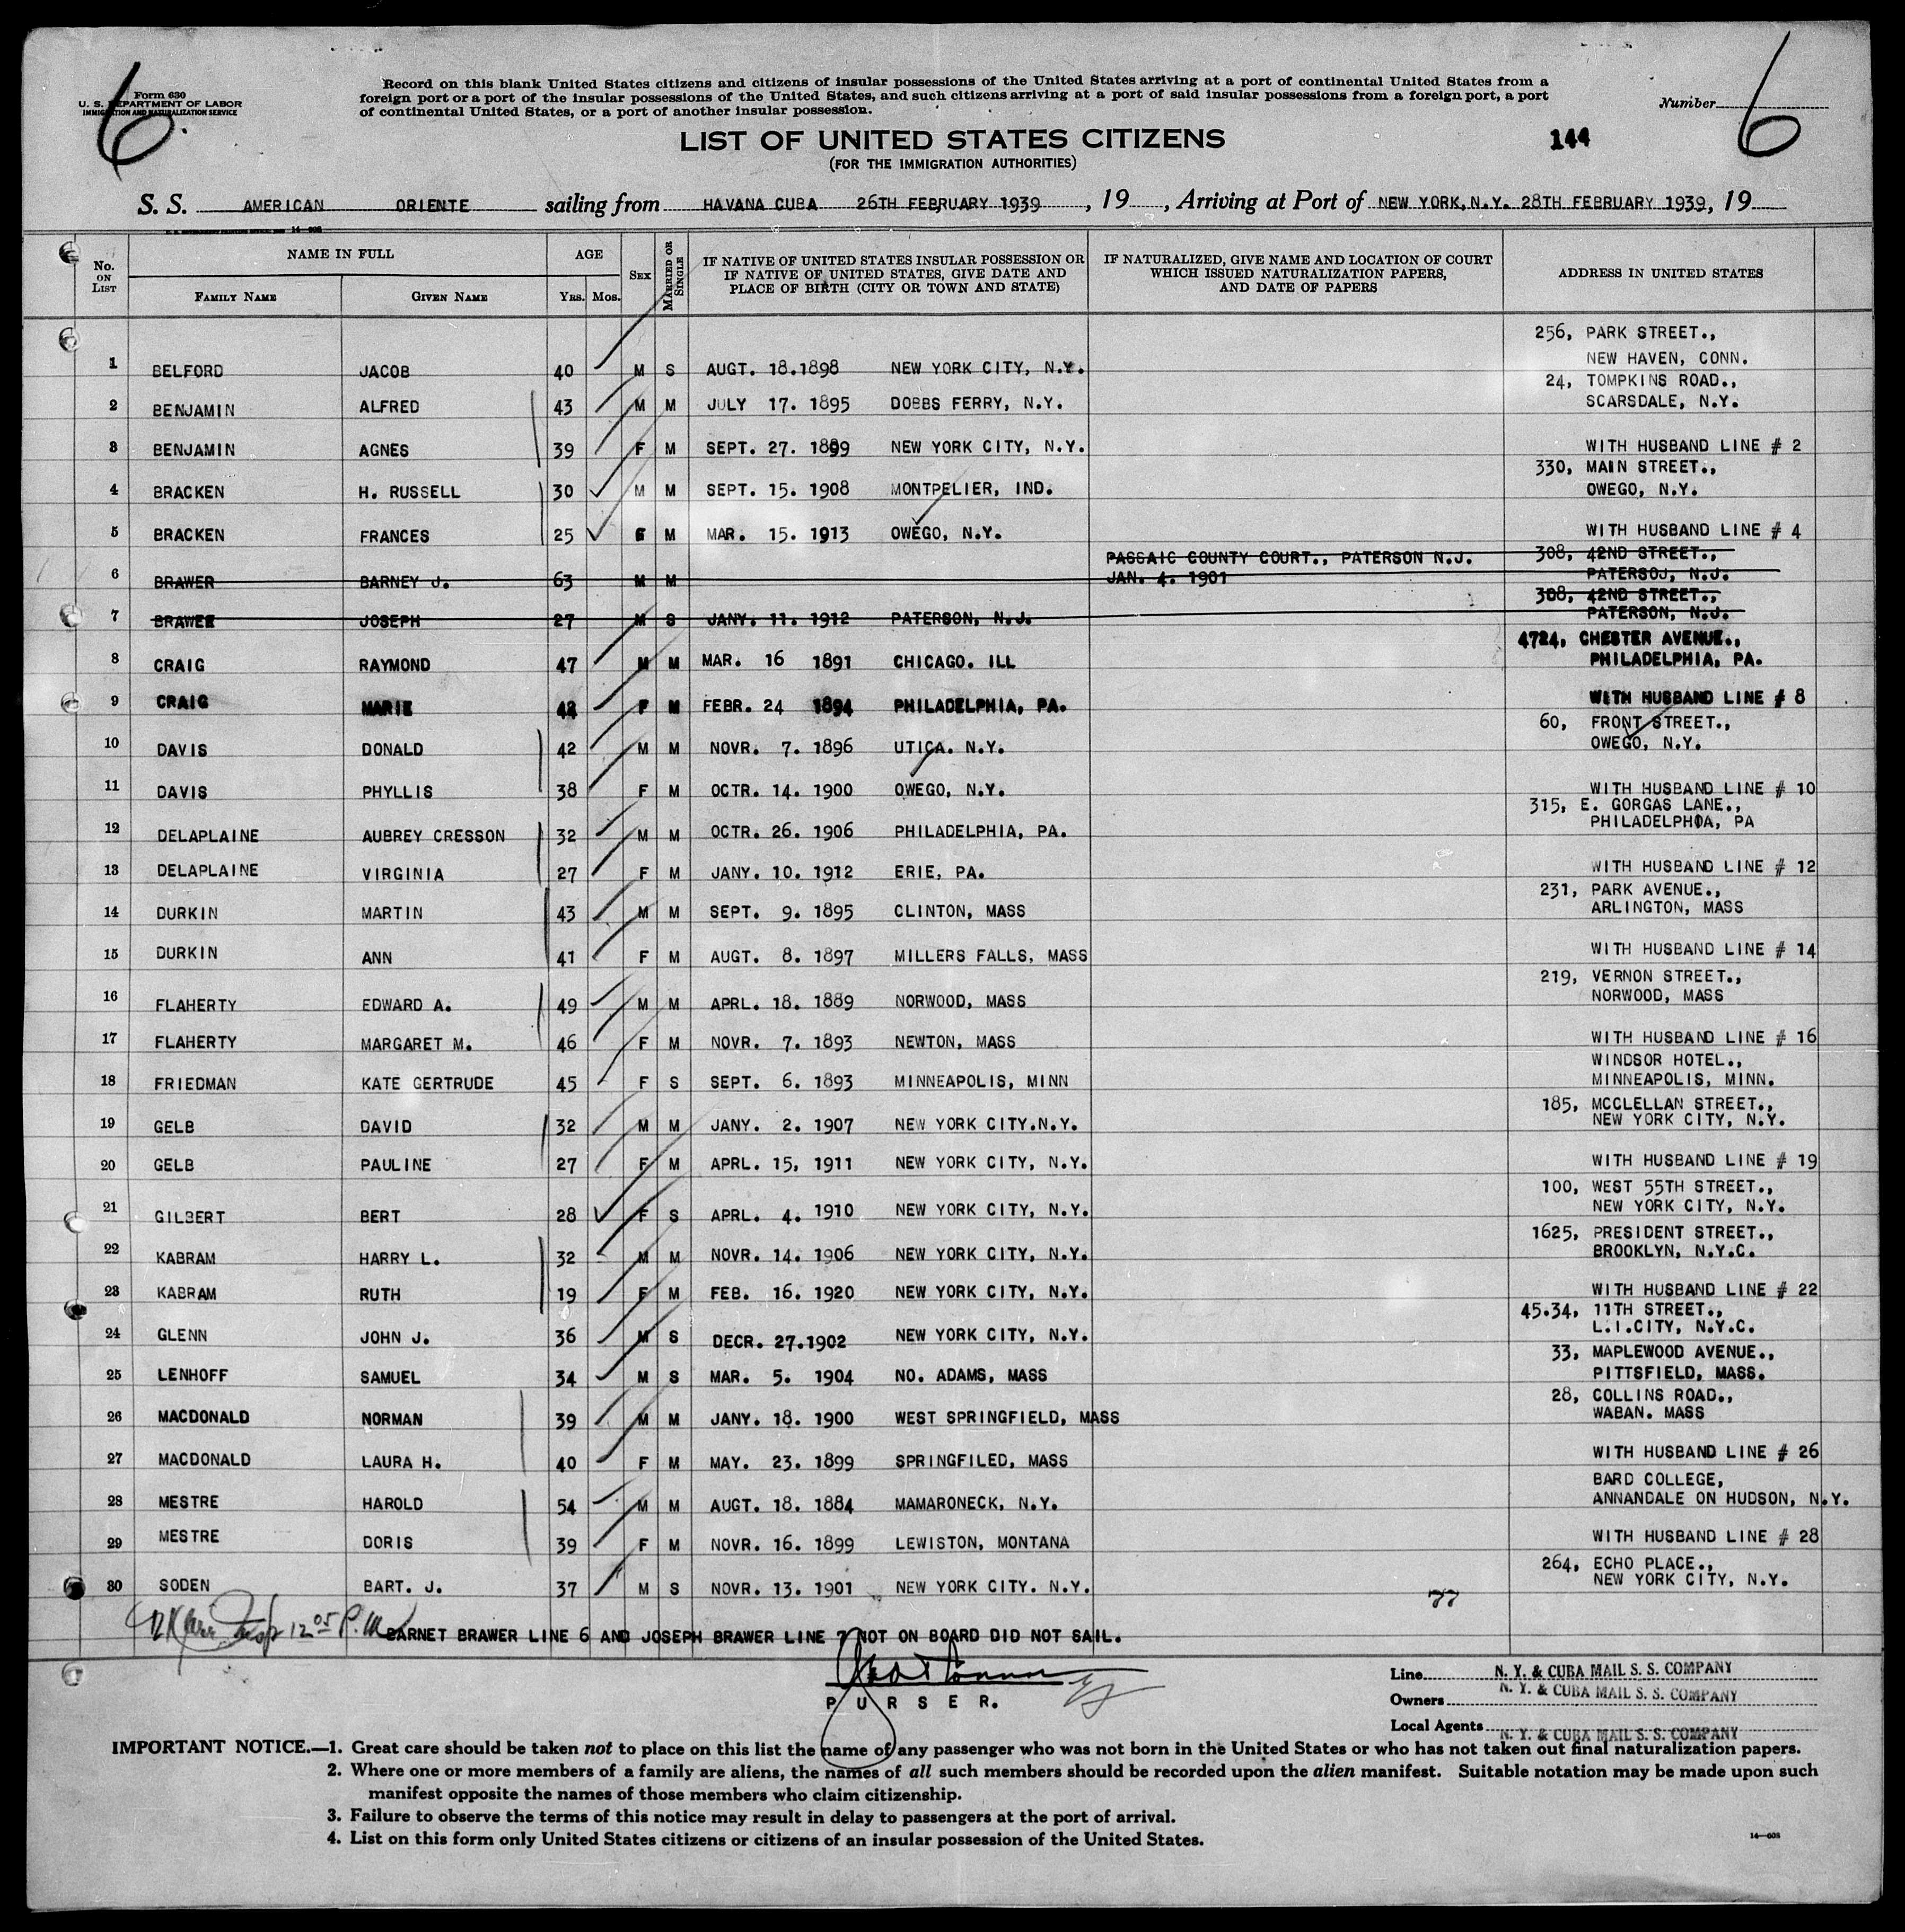 6
Form 630
U. S. DEPARTMENT OF LABOR
IMMIGRATION AND NATURALIZATION SERVICE
Record on this blank United States citizens and citizens of insular possessions of the United States arriving at a port of continental United States from a
foreign port or a port of the insular possessions of the United States, and such citizens arriving at a port of said insular possessions from a foreign port, a port
of continental United States, or a port of another insular possession.
Number 6
LIST OF UNITED STATES CITIZENS
144
(FOR THE IMMIGRATION AUTHORITIES)
S. S. AMERICAN ORIENTE sailing from HAVANA CUBA 26TH FEBRUARY 1939, 19, Arriving at Port of NEW YORK, N.Y. 28TH FEBRUARY 1939, 19
No. ON LIST
NAME IN FULL
FAMILY NAME
GIVEN NAME
AGE
YRS. MOS.
SEX
MARRIED OR SINGLE
IF NATIVE OF UNITED STATES INSULAR POSSESSION OR
IF NATIVE OF UNITED STATES, GIVE DATE AND
PLACE OF BIRTH (CITY OR TOWN AND STATE)
IF NATURALIZED, GIVE NAME AND LOCATION OF COURT
WHICH ISSUED NATURALIZATION PAPERS,
AND DATE OF PAPERS
ADDRESS IN UNITED STATES
256, PARK STREET.,
NEW HAVEN, CONN.
1 BELFORD JACOB 40 M S AUGT. 18.1898 NEW YORK CITY, N.Y.
24, TOMPKINS ROAD.,
2 BENJAMIN ALFRED 43 M M JULY 17. 1895 DOBBS FERRY, N.Y. SCARSDALE, N.Y.
3 BENJAMIN AGNES 39 F M SEPT. 27. 1899 NEW YORK CITY, N.Y. WITH HUSBAND LINE # 2
330, MAIN STREET.,
4 BRACKEN H. RUSSELL 30 M M SEPT. 15. 1908 MONTPELIER, IND. OWEGO, N.Y.
5 BRACKEN FRANCES 25 F M MAR. 15. 1913 OWEGO, N.Y. WITH HUSBAND LINE # 4
PASSAIC COUNTY COURT., PATERSON N.J. 308, 42ND STREET.,
6 BRAWER BARNEY J. 63 M M JAN. 4. 1901 PATERSOJ, N.J.
308, 42ND STREET.,
7 BRAWEE JOSEPH 27 M S JANY. 11. 1912 PATERSON, N.J. PATERSON, N.J.
4724, CHESTER AVENUE.,
8 CRAIG RAYMOND 47 M M MAR. 16 1891 CHICAGO. ILL PHILADELPHIA, PA.
9 CRAIG MARIE 42 F M FEBR. 24 1894 PHILADELPHIA, PA. WITH HUSBAND LINE # 8
60, FRONT STREET.,
10 DAVIS DONALD 42 M M NOVR. 7. 1896 UTICA. N.Y. OWEGO, N.Y.
11 DAVIS PHYLLIS 38 F M OCTR. 14. 1900 OWEGO, N.Y. WITH HUSBAND LINE # 10
315, E. GORGAS LANE.,
12 DELAPLAINE AUBREY CRESSON 32 M M OCTR. 26. 1906 PHILADELPHIA, PA. PHILADELPHIA, PA
13 DELAPLAINE VIRGINIA 27 F M JANY. 10. 1912 ERIE, PA. WITH HUSBAND LINE # 12
231, PARK AVENUE.,
14 DURKIN MARTIN 43 M M SEPT. 9. 1895 CLINTON, MASS ARLINGTON, MASS
15 DURKIN ANN 41 F M AUGT. 8. 1897 MILLERS FALLS, MASS WITH HUSBAND LINE # 14
219, VERNON STREET.,
16 FLAHERTY EDWARD A. 49 M M APRL. 18. 1889 NORWOOD, MASS NORWOOD, MASS
17 FLAHERTY MARGARET M. 46 F M NOVR. 7. 1893 NEWTON, MASS WITH HUSBAND LINE # 16
WINDSOR HOTEL.,
18 FRIEDMAN KATE GERTRUDE 45 F S SEPT. 6. 1893 MINNEAPOLIS, MINN MINNEAPOLIS, MINN.
185, MCCLELLAN STREET.,
19 GELB DAVID 32 M M JANY. 2. 1907 NEW YORK CITY.N.Y. NEW YORK CITY, N.Y.
20 GELB PAULINE 27 F M APRL. 15, 1911 NEW YORK CITY, N.Y. WITH HUSBAND LINE # 19
100, WEST 55TH STREET.,
21 GILBERT BERT 28 F S APRL. 4. 1910 NEW YORK CITY, N.Y. NEW YORK CITY, N.Y.
1625, PRESIDENT STREET.,
22 KABRAM HARRY L. 32 M M NOVR. 14. 1906 NEW YORK CITY, N.Y. BROOKLYN, N.Y.C.
23 KABRAM RUTH 19 F M FEB. 16. 1920 NEW YORK CITY, N.Y. WITH HUSBAND LINE # 22
45.34, 11TH STREET.,
24 GLENN JOHN J. 36 M S DECR. 27.1902 NEW YORK CITY, N.Y. L.I.CITY, N.Y.C.
33, MAPLEWOOD AVENUE.,
25 LENHOFF SAMUEL 34 M S MAR. 5. 1904 NO. ADAMS, MASS PITTSFIELD, MASS.
28, COLLINS ROAD.,
26 MACDONALD NORMAN 39 M M JANY. 18. 1900 WEST SPRINGFIELD, MASS WABAN. MASS
27 MACDONALD LAURA H. 40 F M MAY. 23. 1899 SPRINGFILED, MASS WITH HUSBAND LINE # 26
BARD COLLEGE,
28 MESTRE HAROLD 54 M M AUGT. 18. 1884 MAMARONECK, N.Y. ANNANDALE ON HUDSON, N.Y.
29 MESTRE DORIS 39 F M NOVR. 16. 1899 LEWISTON, MONTANA WITH HUSBAND LINE # 28
264, ECHO PLACE.,
30 SODEN BART. J. 37 M S NOVR. 13. 1901 NEW YORK CITY. N.Y. NEW YORK CITY, N.Y.
77
12 05 P.M.
BARNET BRAWER LINE 6 AND JOSEPH BRAWER LINE 7 NOT ON BOARD DID NOT SAIL.
PURSER.
Line N. Y. & CUBA MAIL S. S. COMPANY
Owners N. Y. & CUBA MAIL S. S. COMPANY
Local Agents N. Y. & CUBA MAIL S. S. COMPANY
IMPORTANT NOTICE.—1. Great care should be taken not to place on this list the name of any passenger who was not born in the United States or who has not taken out final naturalization papers.
2. Where one or more members of a family are aliens, the names of all such members should be recorded upon the alien manifest. Suitable notation may be made upon such
manifest opposite the names of those members who claim citizenship.
3. Failure to observe the terms of this notice may result in delay to passengers at the port of arrival.
4. List on this form only United States citizens or citizens of an insular possession of the United States.
14—608